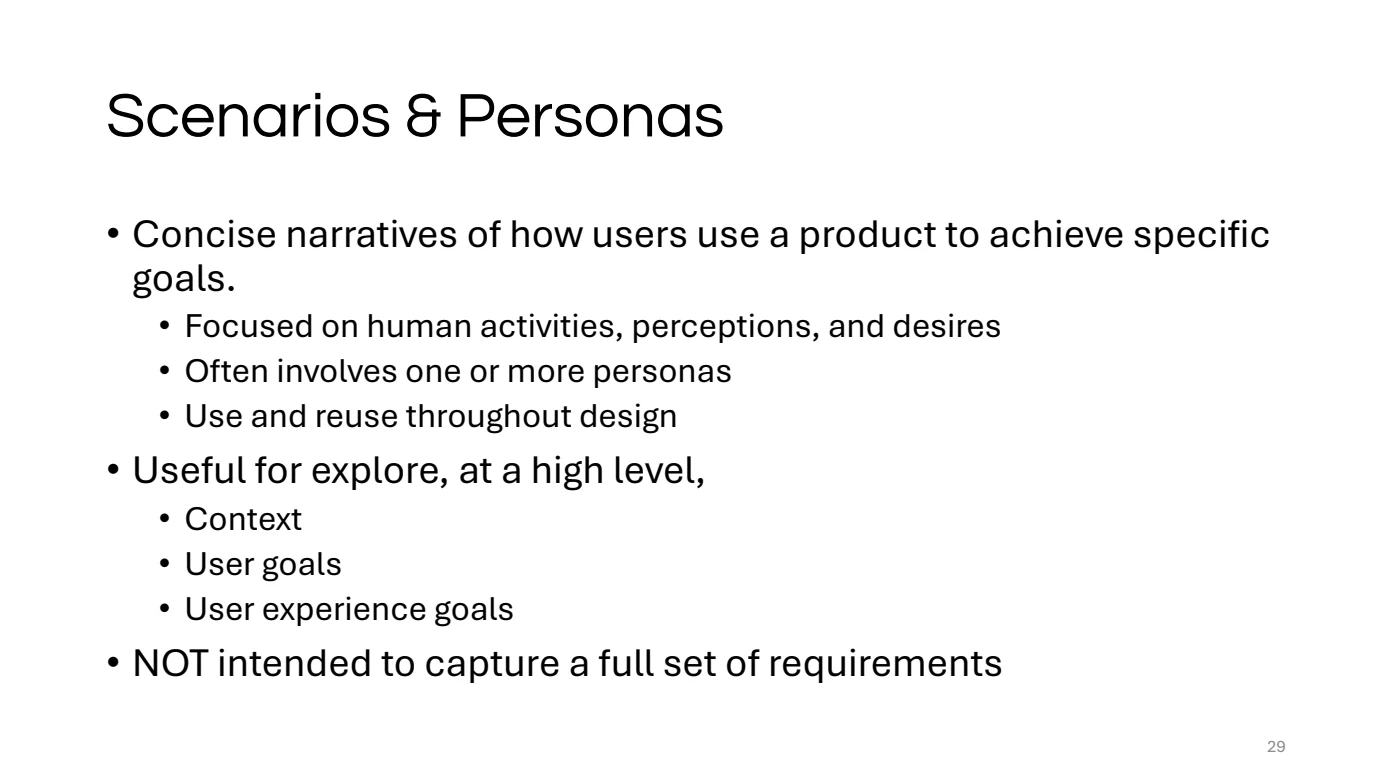 Scenarios & Personas
• Concise narratives of how users use a product to achieve specific
goals.
• Focused on human activities, perceptions, and desires
• Often involves one or more personas
• Use and reuse throughout design
• Useful for explore, at a high level,
• Context
• User goals
• User experience goals
• NOT intended to capture a full set of requirements
29